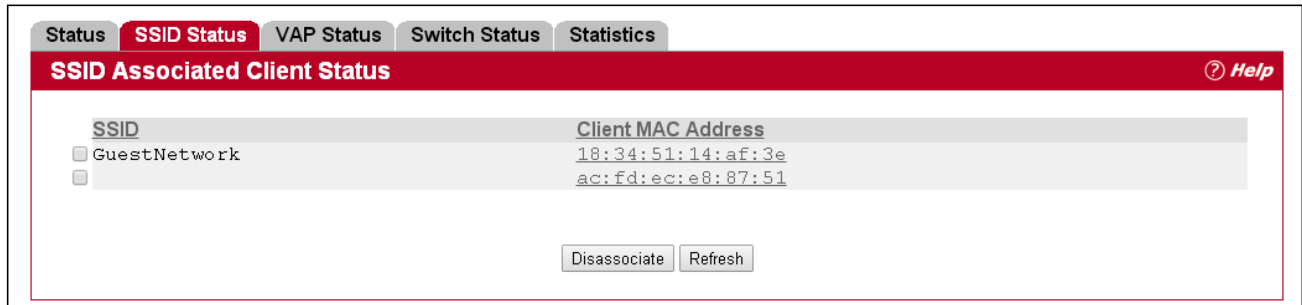 Status SSID Status VAP Status Switch Status Statistics
SSID Associated Client Status ? Help
SSID Client MAC Address
GuestNetwork 18:34:51:14:af:3e
ac:fd:ec:e8:87:51
Disassociate Refresh